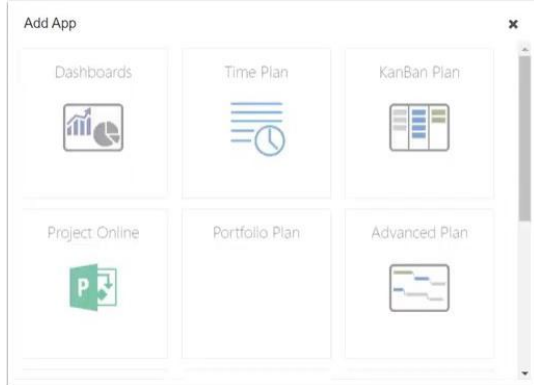 Add App
Dashboards
Time Plan
KanBan Plan
Project Online
Portfolio Plan
Advanced Plan
P